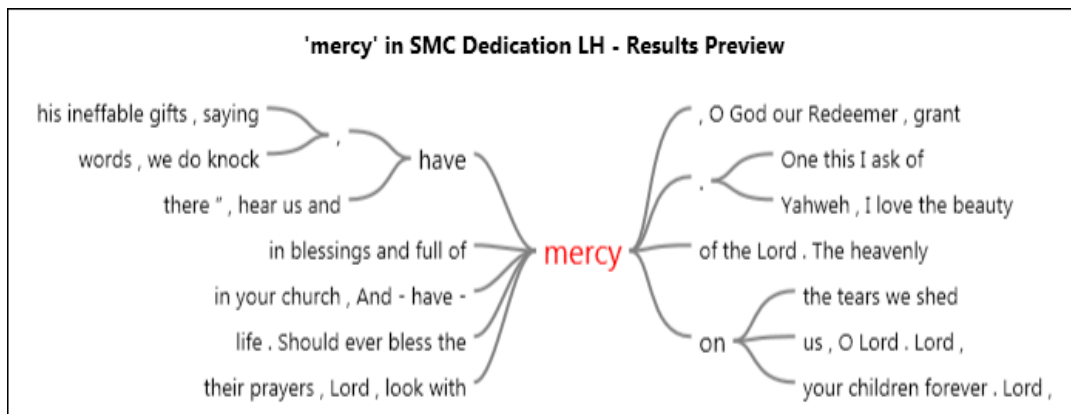 'mercy' in SMC Dedication LH - Results Preview
his ineffable gifts , saying
words , we do knock
,
there " , hear us and
have
in blessings and full of
in your church , And - have -
life . Should ever bless the
their prayers , Lord , look with
mercy
, O God our Redeemer , grant
.
One this I ask of
Yahweh , I love the beauty
of the Lord . The heavenly
on
the tears we shed
us , O Lord . Lord ,
your children forever . Lord ,